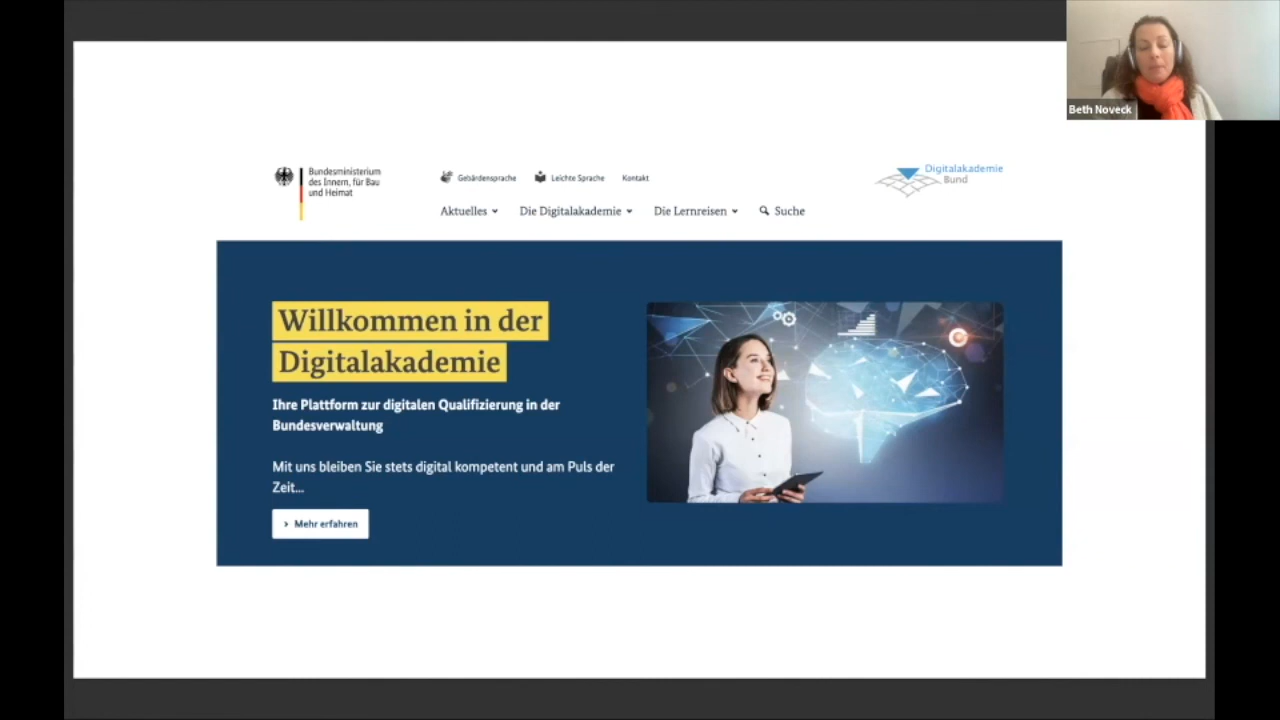 Beth Noveck
Bundesministerium
des Innern, für Bau
und Heimat
Gebärdensprache
Leichte Sprache
Kontakt
Digitalakademie
Bund
Aktuelles
Die Digitalakademie
Die Lernreisen
Suche
Willkommen in der
Digitalakademie
Ihre Plattform zur digitalen Qualifizierung in der
Bundesverwaltung
Mit uns bleiben Sie stets digital kompetent und am Puls der
Zeit...
Mehr erfahren